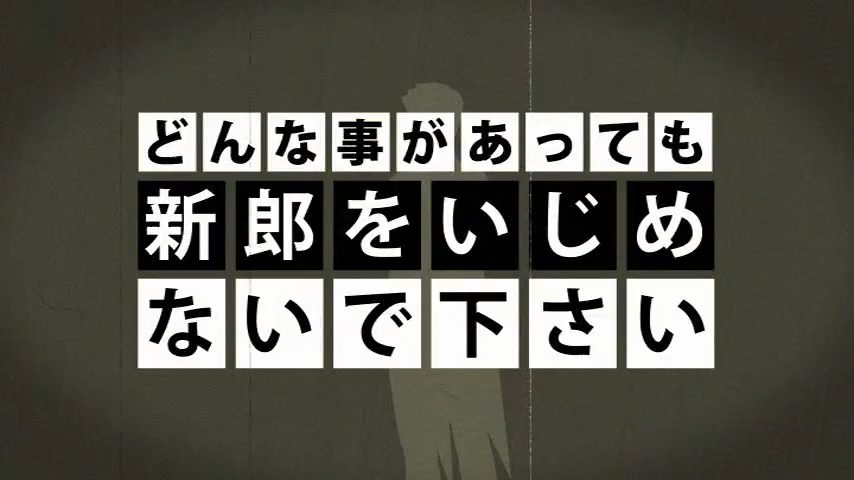 どんな事があっても
新郎をいじめ
ないで下さい